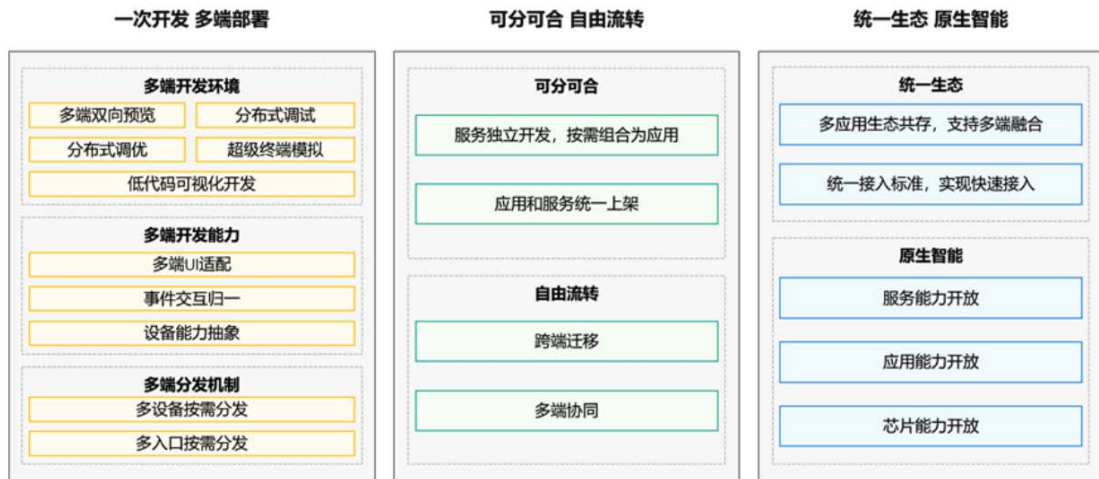 一次开发 多端部署
多端开发环境
多端双向预览
分布式调试
分布式调优
超级终端模拟
低代码可视化开发
多端开发能力
多端UI适配
事件交互归一
设备能力抽象
多端分发机制
多设备按需分发
多入口按需分发
可分可合 自由流转
可分可合
服务独立开发，按需组合为应用
应用和服务统一上架
自由流转
跨端迁移
多端协同
统一生态 原生智能
统一生态
多应用生态共存，支持多端融合
统一接入标准，实现快速接入
原生智能
服务能力开放
应用能力开放
芯片能力开放